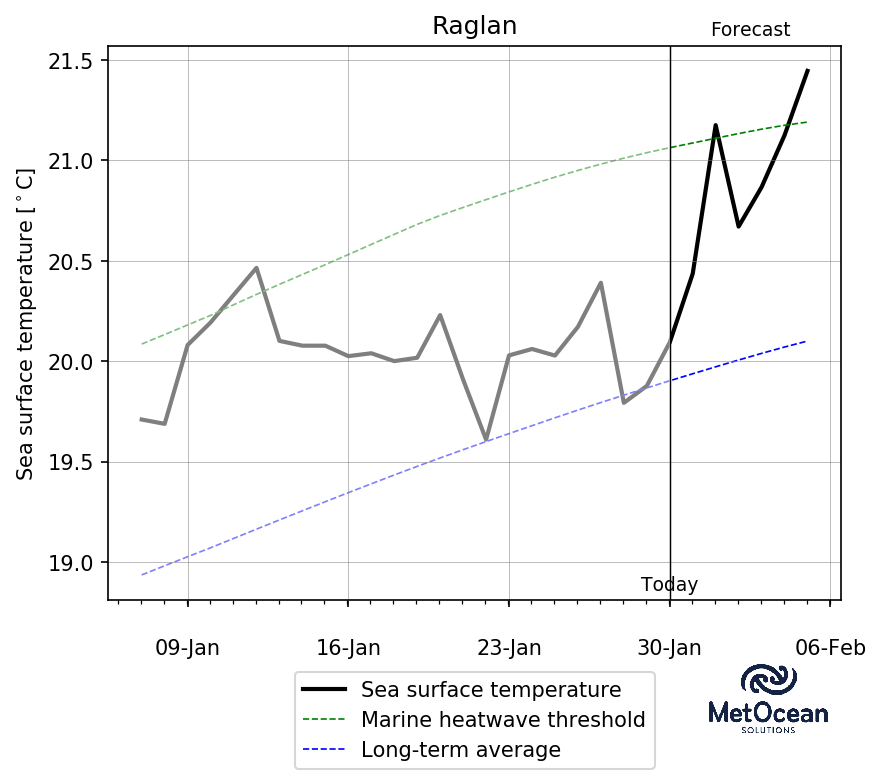 Raglan
Forecast
Sea surface temperature [°C]
21.5
21.0
20.5
20.0
19.5
19.0
Today
09-Jan 16-Jan 23-Jan 30-Jan 06-Feb
Sea surface temperature
Marine heatwave threshold
Long-term average
MetOcean
SOLUTIONS